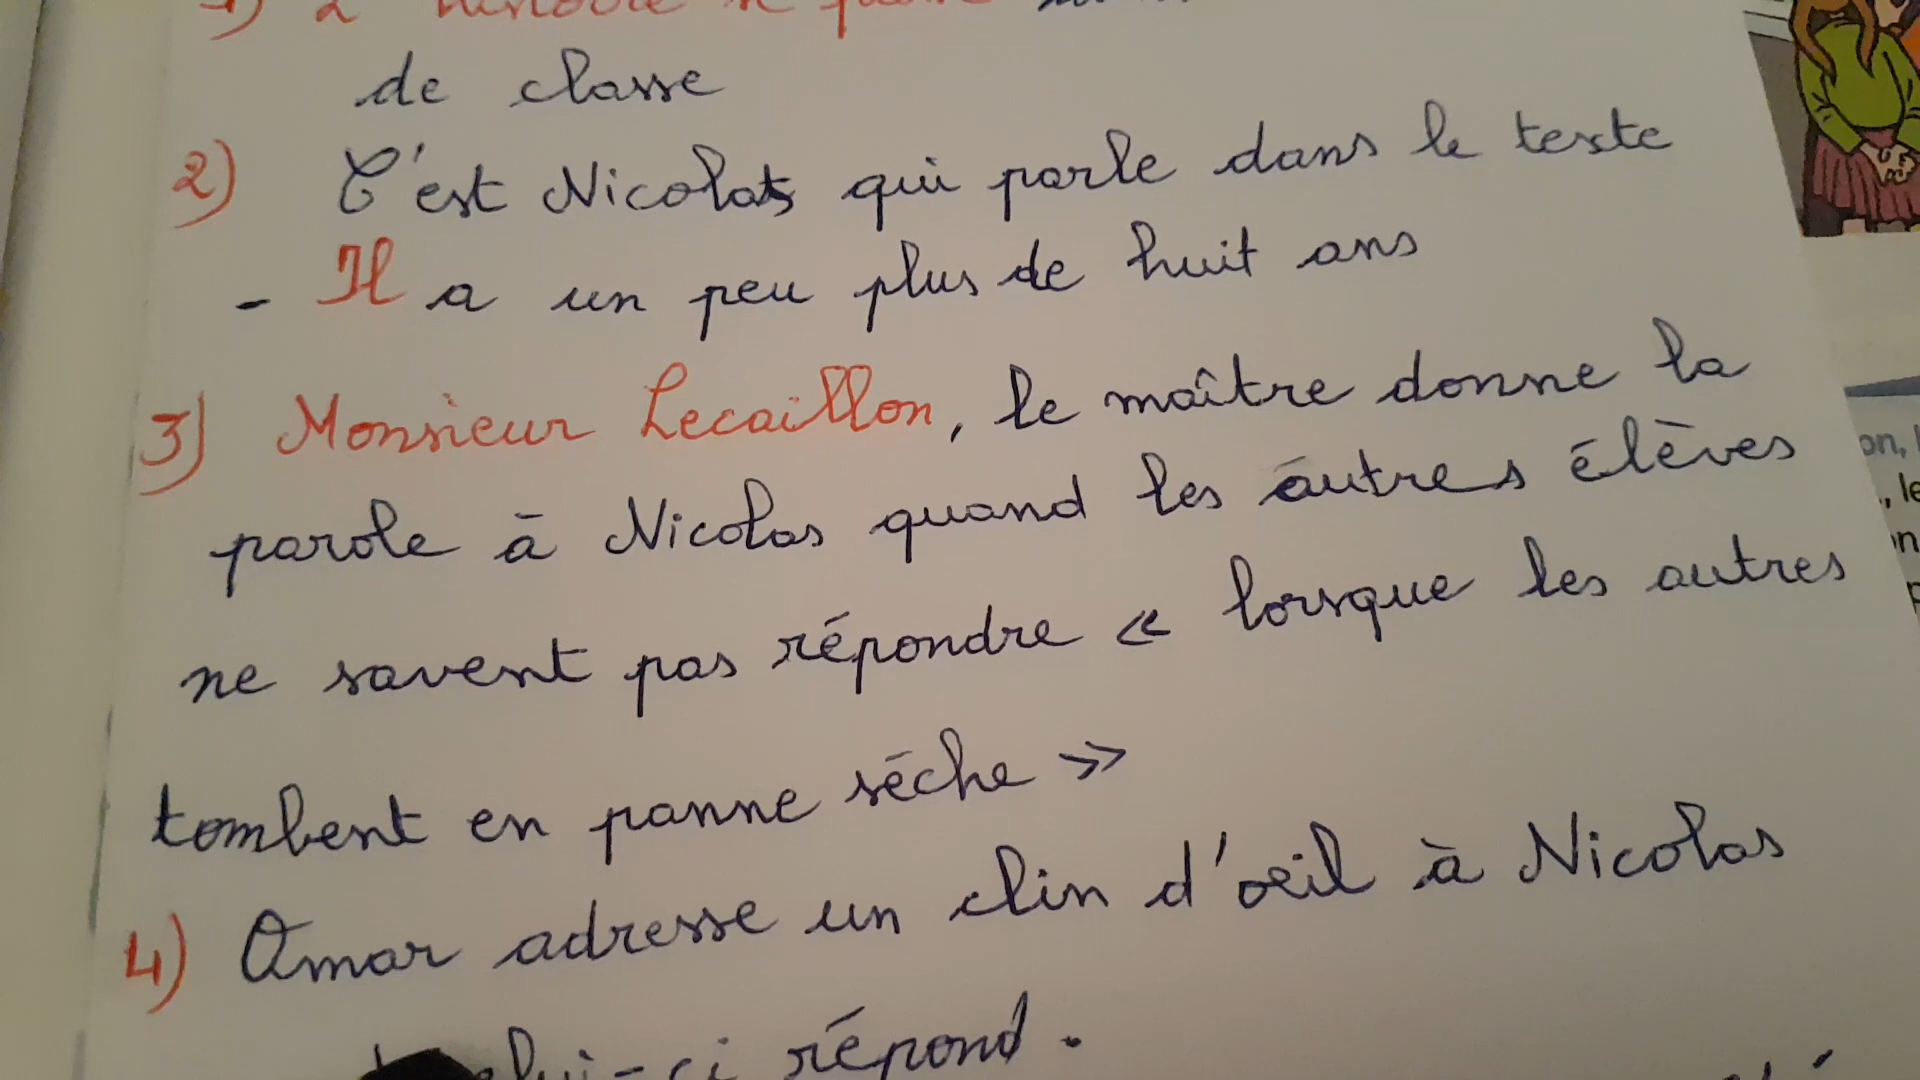 de classe
2) C'est Nicolas qui parle dans le texte
- Il a un peu plus de huit ans
3) Monsieur Lecaillon, le maître donne la
parole à Nicolas quand les autres élèves
ne savent pas répondre « lorsque les autres
tombent en panne sèche »
4) Omar adresse un clin d'oeil à Nicolas
répond.